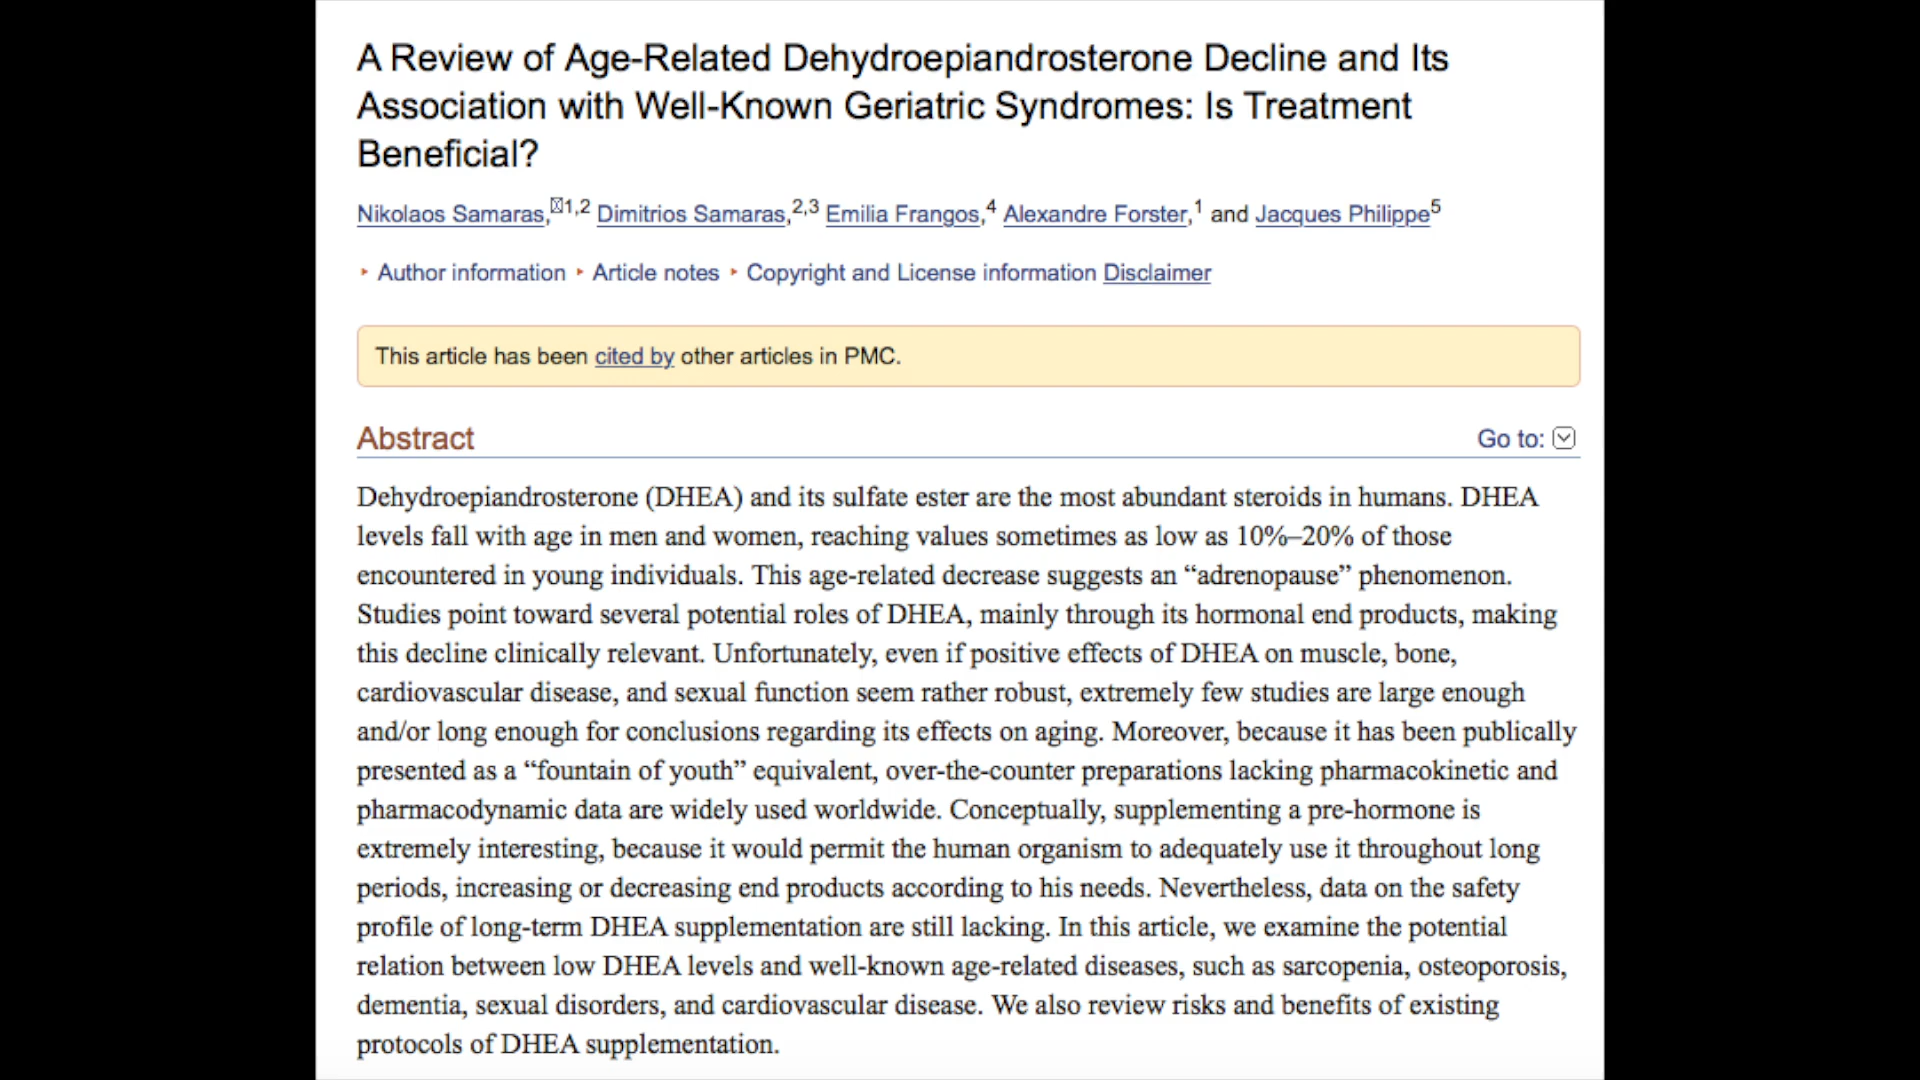 A Review of Age-Related Dehydroepiandrosterone Decline and Its
Association with Well-Known Geriatric Syndromes: Is Treatment
Beneficial?
Nikolaos Samaras,1,2 Dimitrios Samaras,2,3 Emilia Frangos,4 Alexandre Forster,1 and Jacques Philippe5
Author information Article notes Copyright and License information Disclaimer
This article has been cited by other articles in PMC.
Abstract
Go to:
Dehydroepiandrosterone (DHEA) and its sulfate ester are the most abundant steroids in humans. DHEA
levels fall with age in men and women, reaching values sometimes as low as 10%–20% of those
encountered in young individuals. This age-related decrease suggests an “adrenopause” phenomenon.
Studies point toward several potential roles of DHEA, mainly through its hormonal end products, making
this decline clinically relevant. Unfortunately, even if positive effects of DHEA on muscle, bone,
cardiovascular disease, and sexual function seem rather robust, extremely few studies are large enough
and/or long enough for conclusions regarding its effects on aging. Moreover, because it has been publically
presented as a “fountain of youth” equivalent, over-the-counter preparations lacking pharmacokinetic and
pharmacodynamic data are widely used worldwide. Conceptually, supplementing a pre-hormone is
extremely interesting, because it would permit the human organism to adequately use it throughout long
periods, increasing or decreasing end products according to his needs. Nevertheless, data on the safety
profile of long-term DHEA supplementation are still lacking. In this article, we examine the potential
relation between low DHEA levels and well-known age-related diseases, such as sarcopenia, osteoporosis,
dementia, sexual disorders, and cardiovascular disease. We also review risks and benefits of existing
protocols of DHEA supplementation.